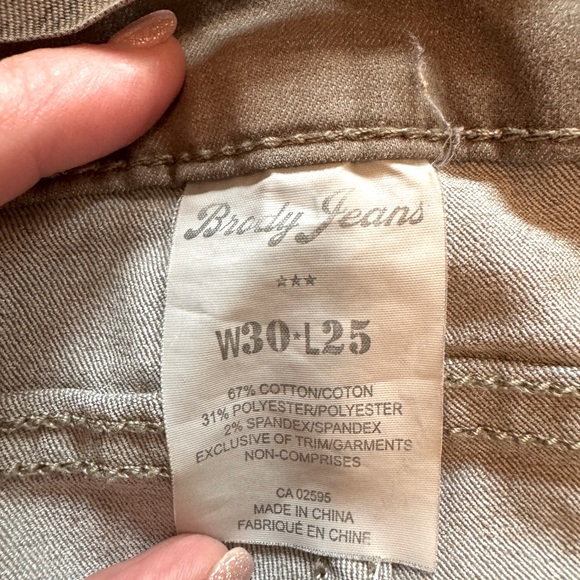 Brody Jeans
★★★
W30★L25
67% COTTON/COTON
31% POLYESTER/POLYESTER
2% SPANDEX/SPANDEX
EXCLUSIVE OF TRIM/GARMENTS
NON-COMPRISES
CA 02595
MADE IN CHINA
FABRIQUÉ EN CHINE